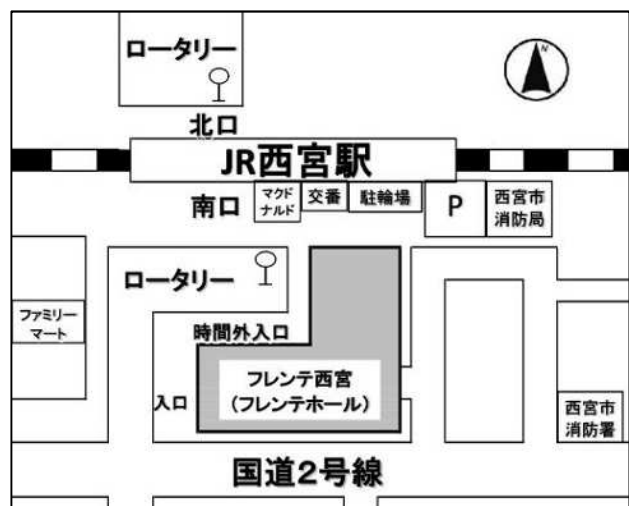 ロータリー
N
北口
JR西宮駅
南口
マクド
ナルド
交番
駐輪場
P
西宮市
消防局
ロータリー
ファミリー
マート
時間外入口
入口
フレンテ西宮
(フレンテホール)
西宮市
消防署
国道2号線